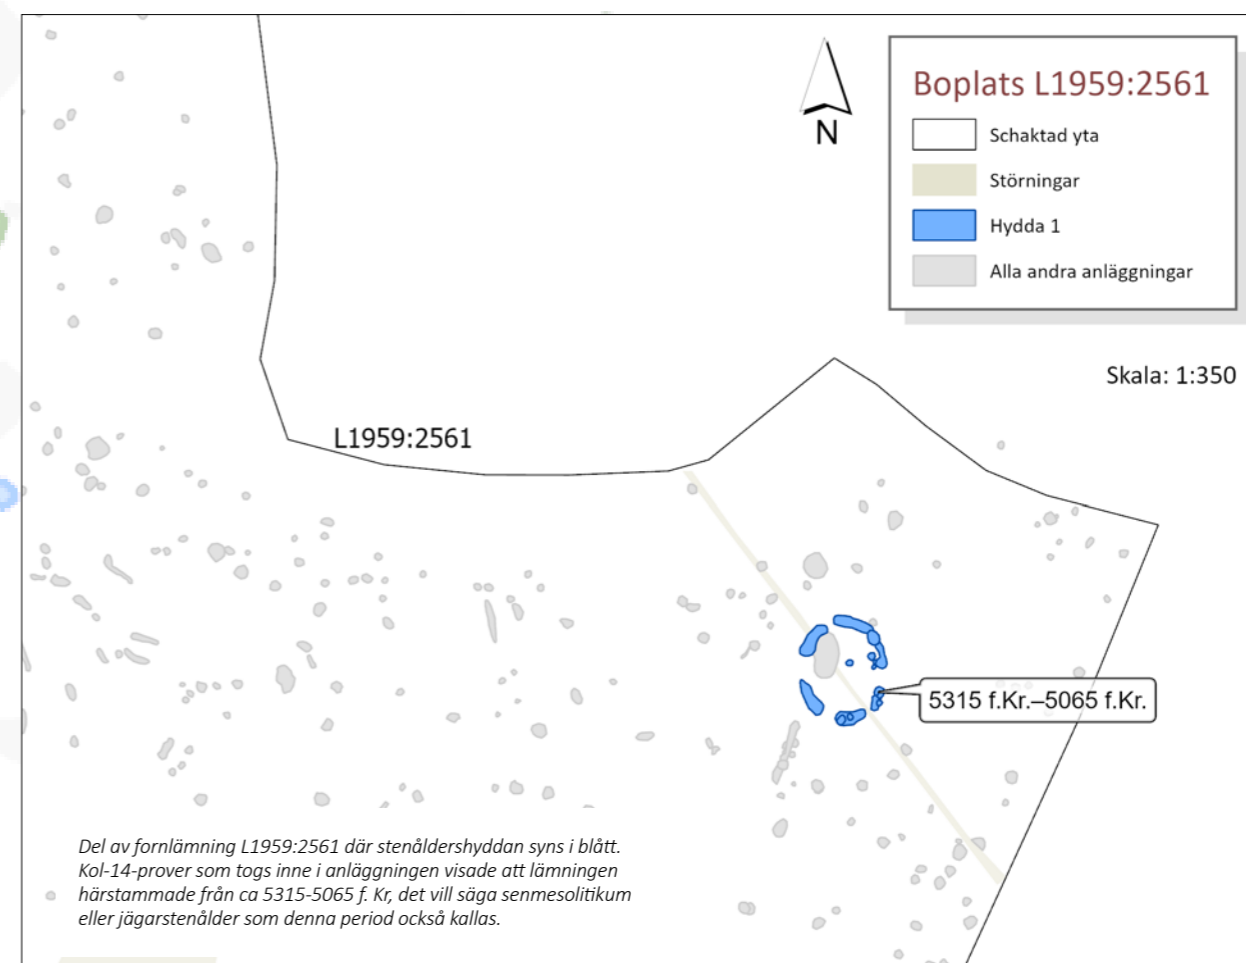 Boplats L1959:2561
Schaktad yta
Störningar
Hydda 1
Alla andra anläggningar
N
Skala: 1:350
L1959:2561
5315 f.Kr.–5065 f.Kr.
Del av fornlämning L1959:2561 där stenåldershyddan syns i blått.
Kol-14-prover som togs inne i anläggningen visade att lämningen
härstammade från ca 5315-5065 f. Kr, det vill säga senmesolitikum
eller jägarstenålder som denna period också kallas.